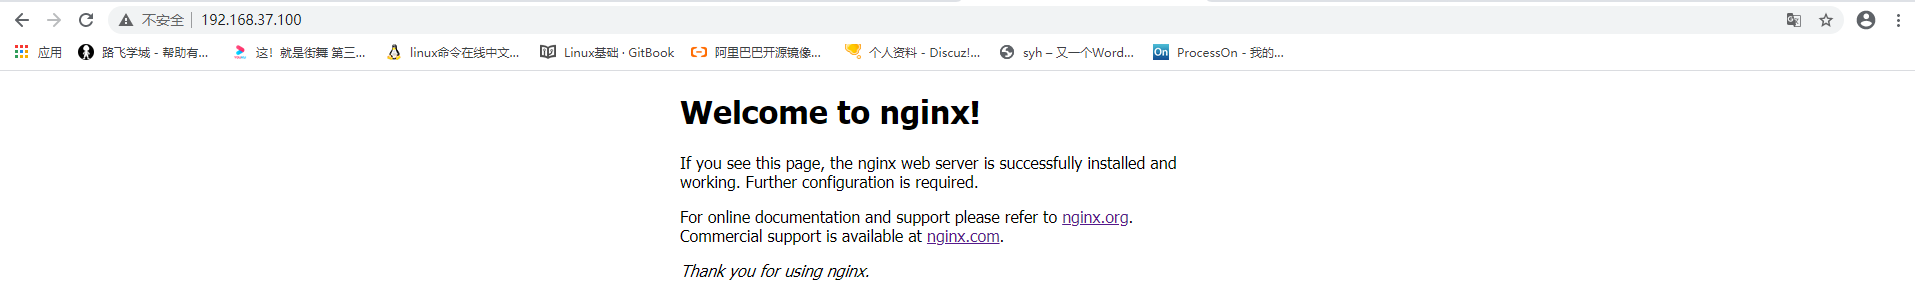 不安全 192.168.37.100
应用 路飞学城 - 帮助有... 这！就是街舞 第三... linux命令在线中文... Linux基础 · GitBook 阿里巴巴开源镜像... 个人资料 - Discuz!... syh – 又一个Word... On ProcessOn - 我的...
Welcome to nginx!
If you see this page, the nginx web server is successfully installed and
working. Further configuration is required.
For online documentation and support please refer to nginx.org.
Commercial support is available at nginx.com.
Thank you for using nginx.